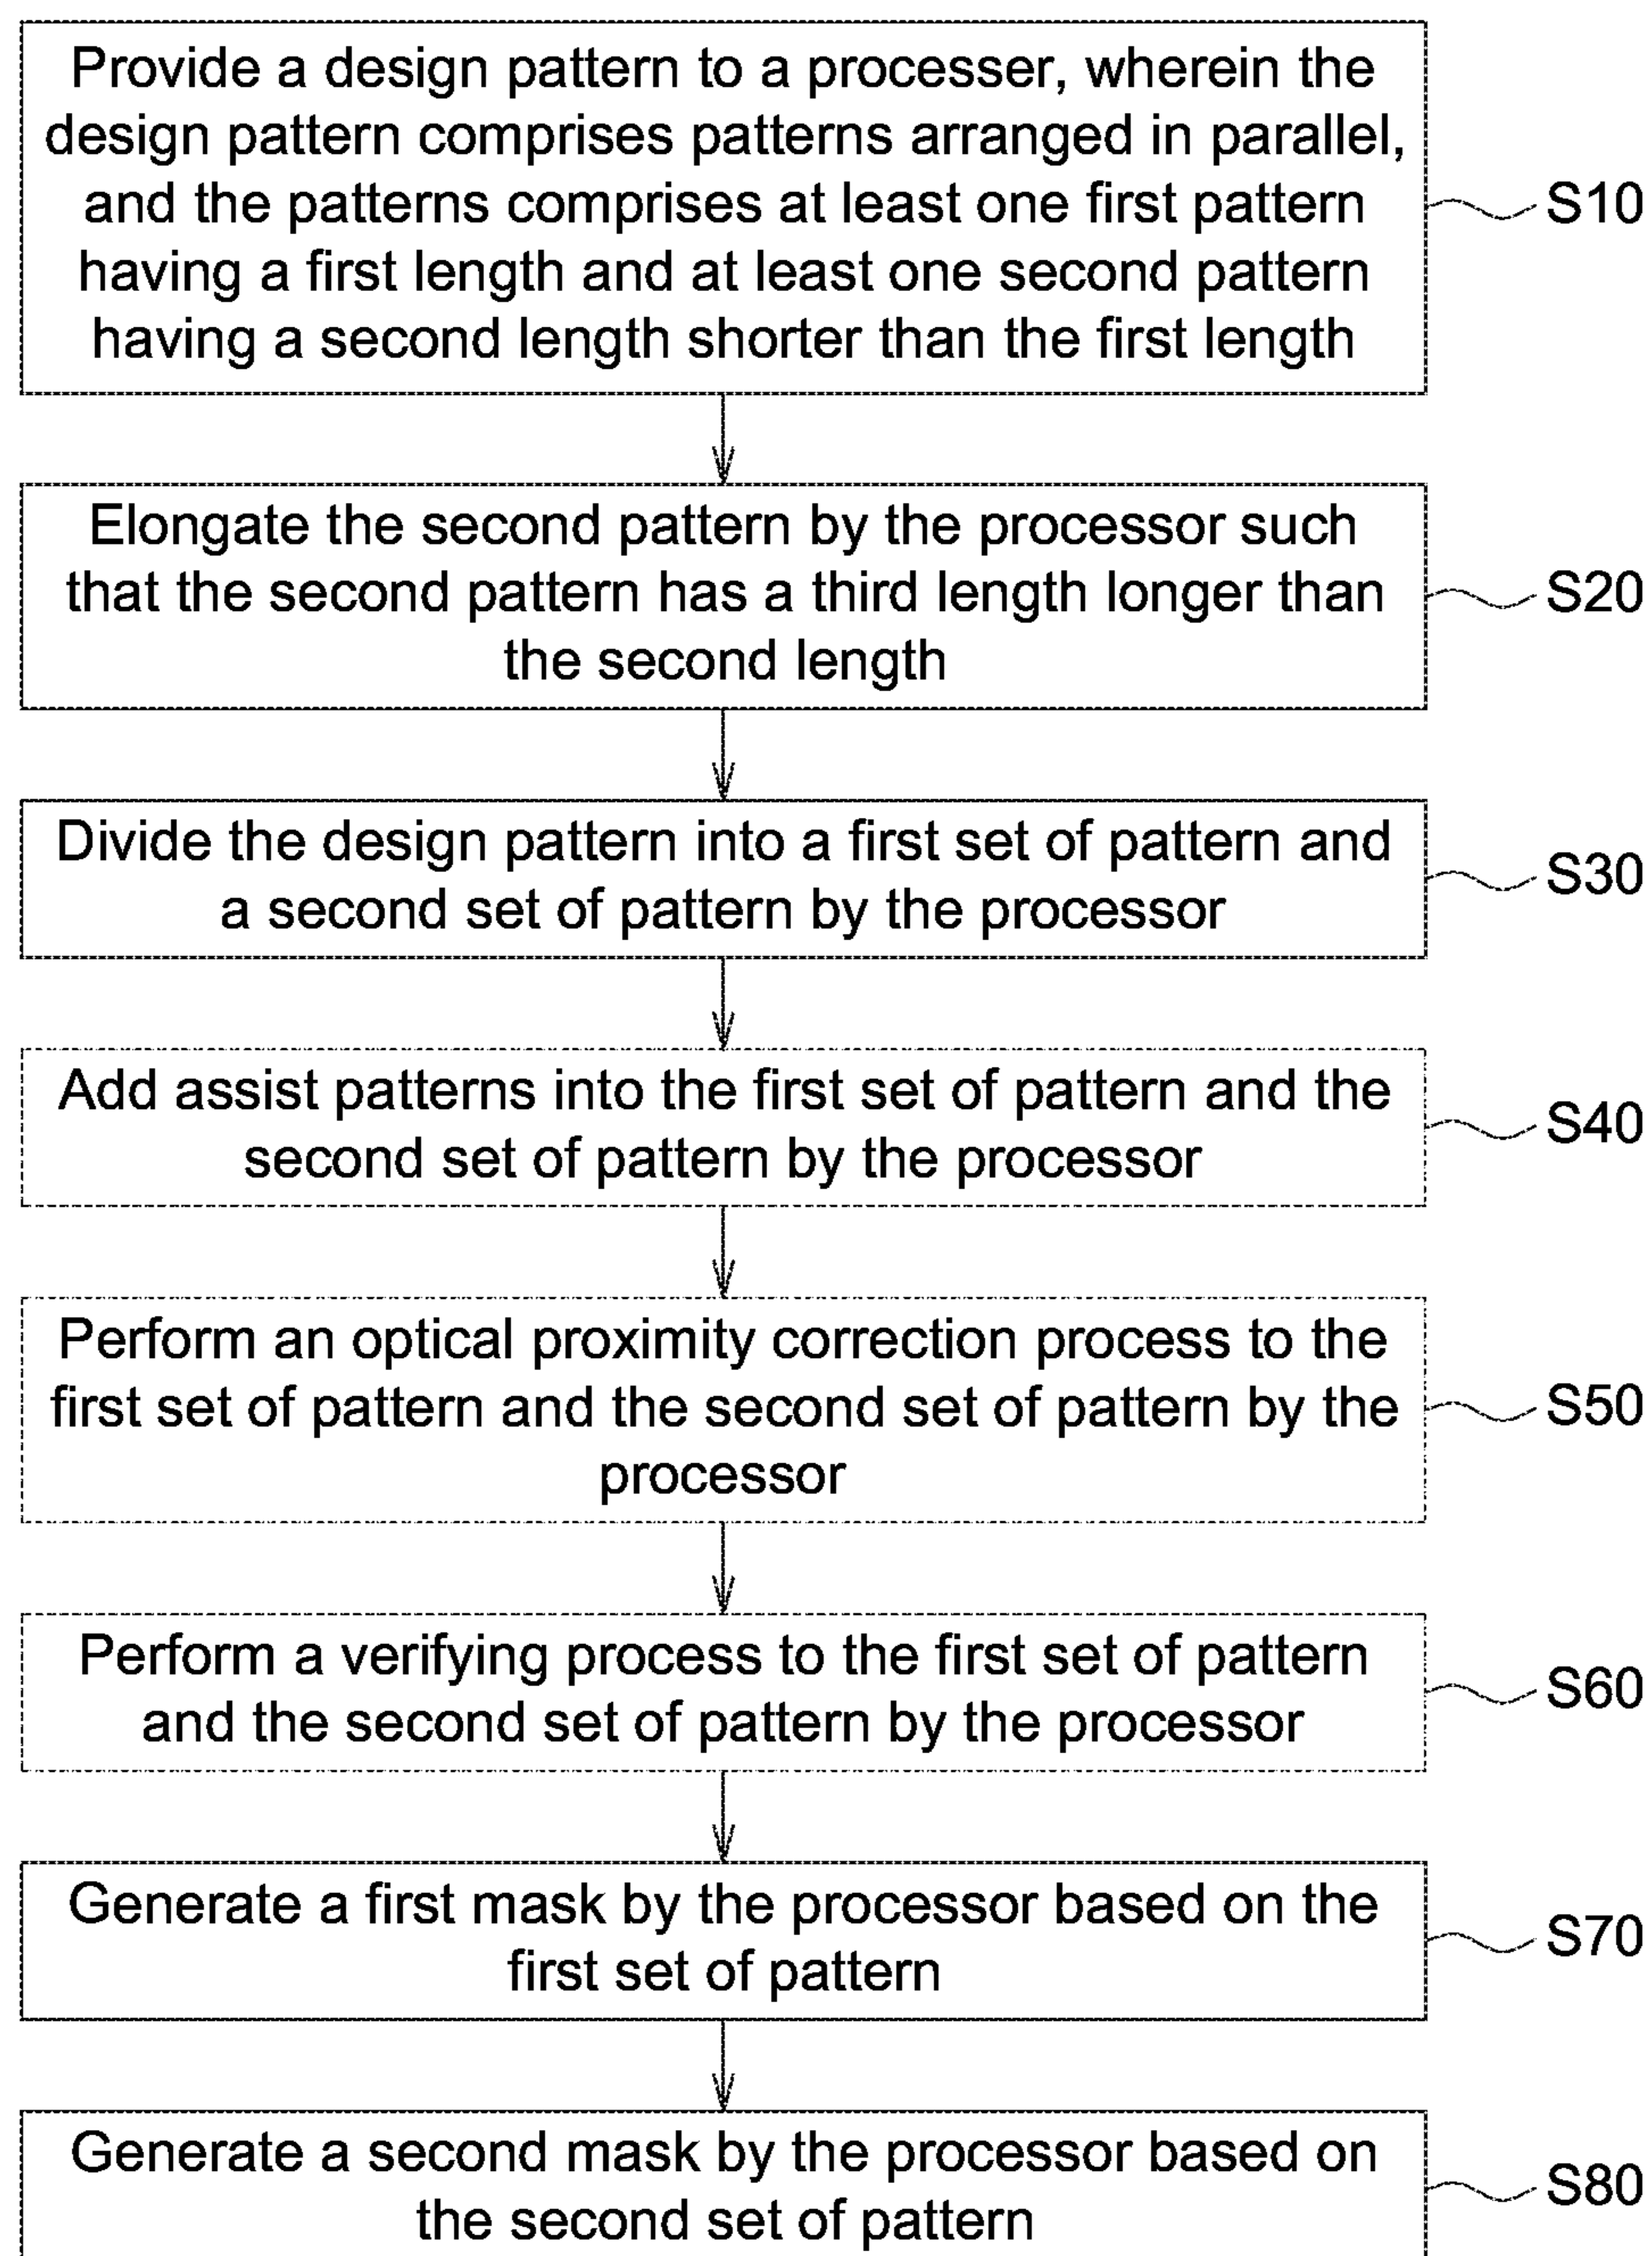 Provide a design pattern to a processer, wherein the
design pattern comprises patterns arranged in parallel,
and the patterns comprises at least one first pattern
having a first length and at least one second pattern
having a second length shorter than the first length
S10
Elongate the second pattern by the processor such
that the second pattern has a third length longer than
the second length
S20
Divide the design pattern into a first set of pattern and
a second set of pattern by the processor
S30
Add assist patterns into the first set of pattern and the
second set of pattern by the processor
S40
Perform an optical proximity correction process to the
first set of pattern and the second set of pattern by the
processor
S50
Perform a verifying process to the first set of pattern
and the second set of pattern by the processor
S60
Generate a first mask by the processor based on the
first set of pattern
S70
Generate a second mask by the processor based on
the second set of pattern
S80